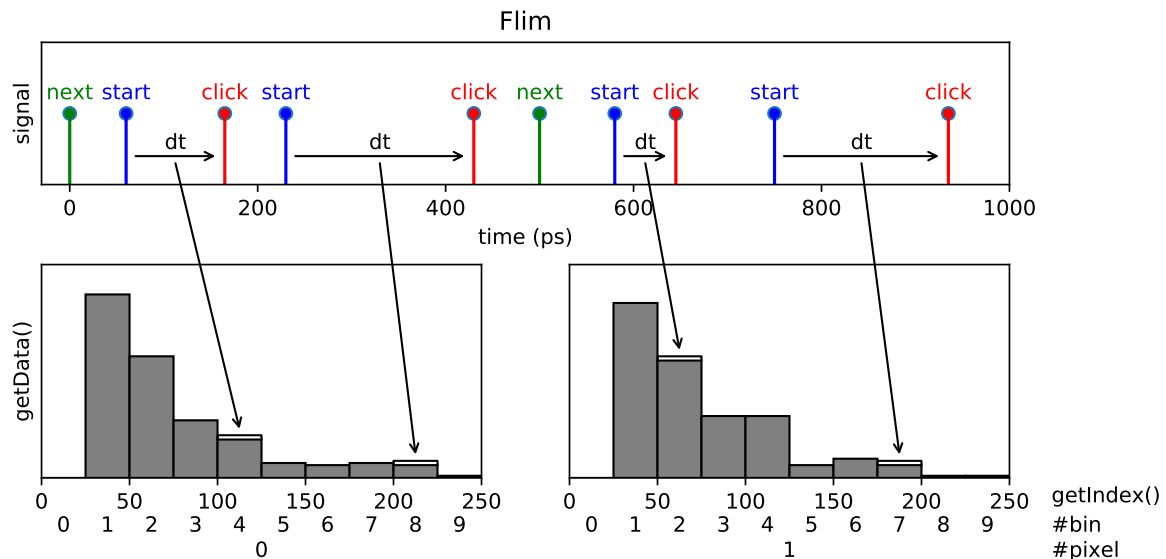 Flim
signal
next start click start click next start click start click
dt dt dt dt
0 200 400 600 800 1000
time (ps)
getData()
0 50 100 150 200 250 0 50 100 150 200 250 getIndex()
0 1 2 3 4 5 6 7 8 9 0 1 2 3 4 5 6 7 8 9 #bin
0 1 #pixel